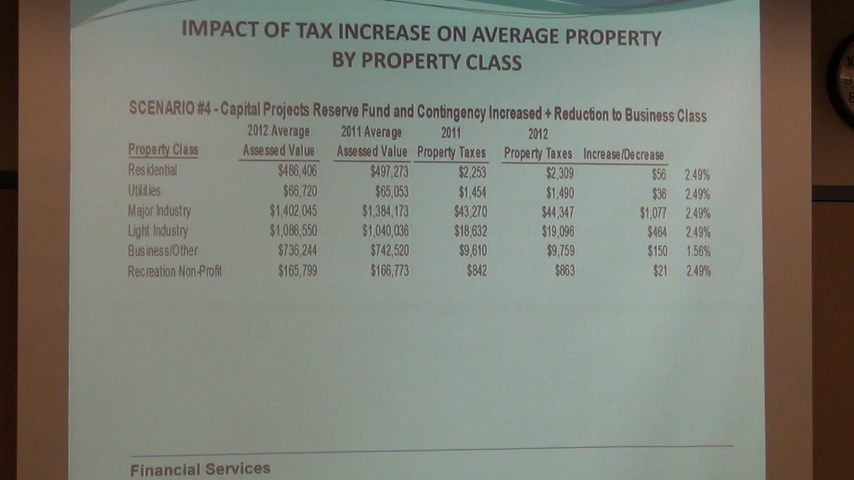 IMPACT OF TAX INCREASE ON AVERAGE PROPERTY
BY PROPERTY CLASS
SCENARIO #4 - Capital Projects Reserve Fund and Contingency Increased + Reduction to Business Class
2012 Average 2011 Average 2011 2012
Property Class Assessed Value Assessed Value Property Taxes Property Taxes Increase/Decrease
Residential $486,406 $497,273 $2,253 $2,309 $56 2.49%
Utilities $66,720 $65,053 $1,454 $1,490 $36 2.49%
Major Industry $1,402,045 $1,384,173 $43,270 $44,347 $1,077 2.49%
Light Industry $1,086,550 $1,040,036 $18,632 $19,096 $464 2.49%
Business/Other $736,244 $742,520 $9,610 $9,759 $150 1.56%
Recreation Non-Profit $165,799 $166,773 $842 $863 $21 2.49%
Financial Services